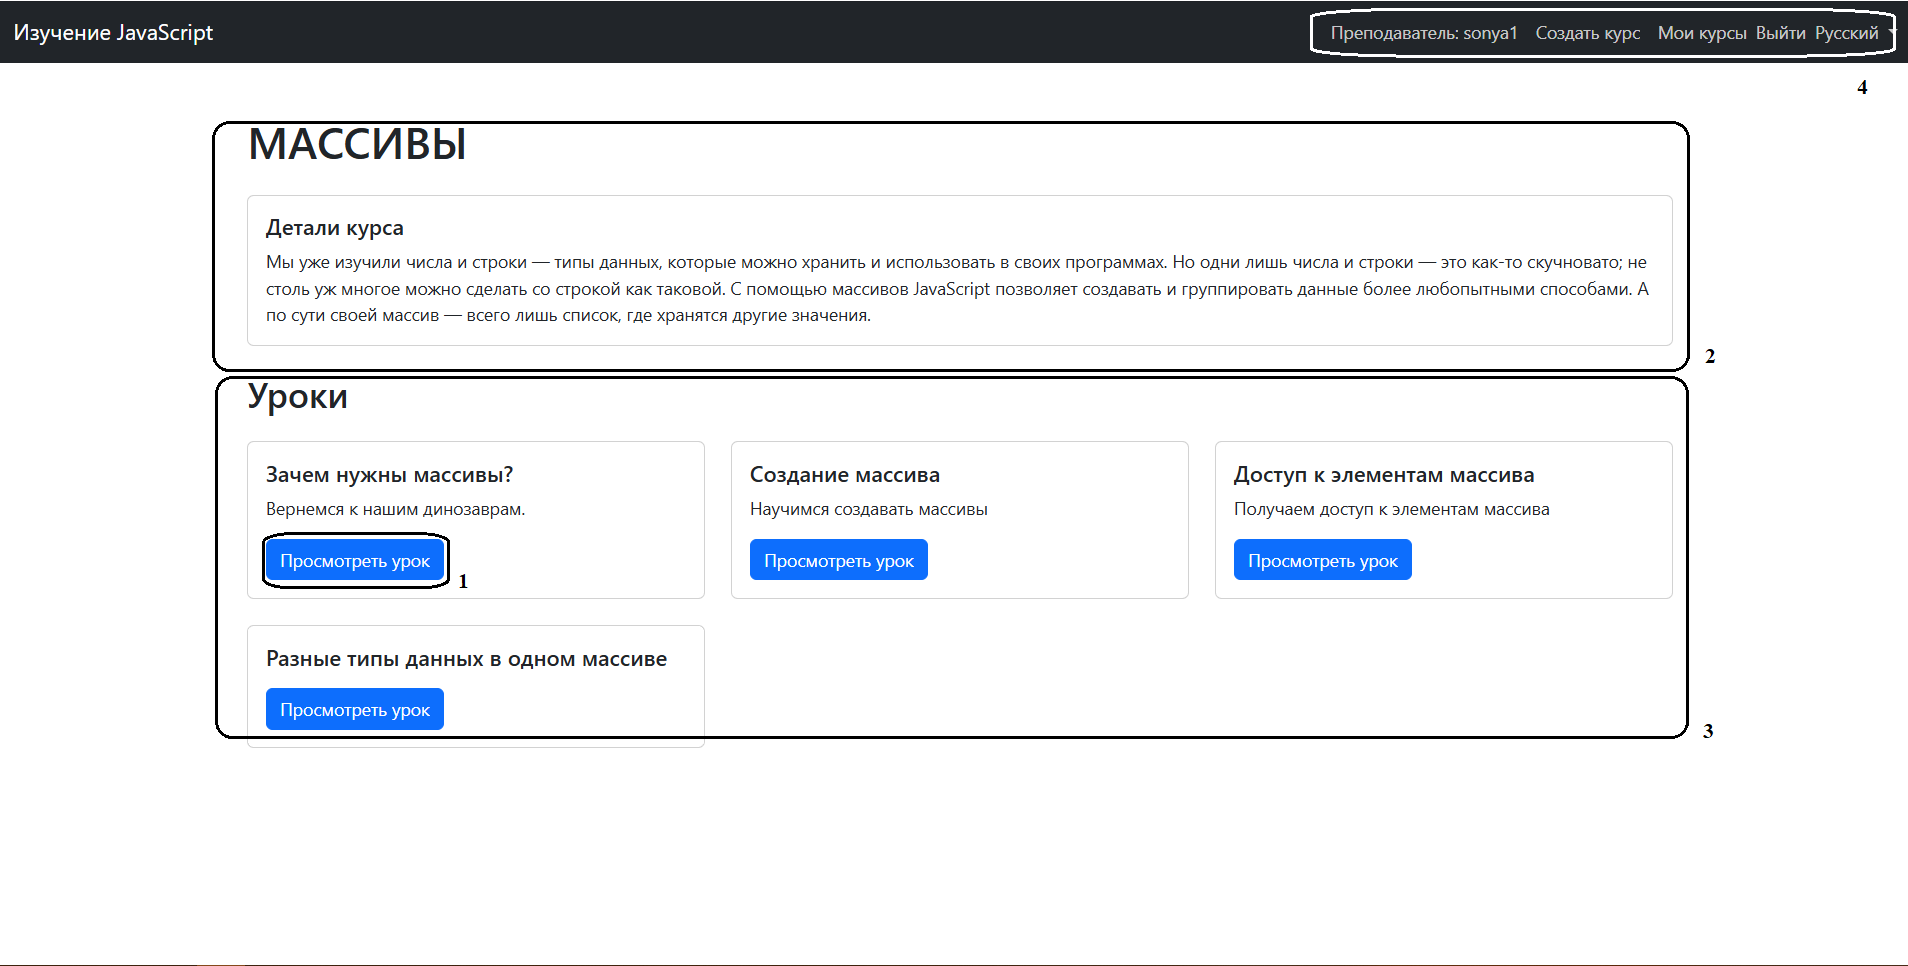 Изучение JavaScript
Преподаватель: sonya1 Создать курс Мои курсы Выйти Русский
4
МАССИВЫ
Детали курса
Мы уже изучили числа и строки — типы данных, которые можно хранить и использовать в своих программах. Но одни лишь числа и строки — это как-то скучновато; не
столь уж многое можно сделать со строкой как таковой. С помощью массивов JavaScript позволяет создавать и группировать данные более любопытными способами. А
по сути своей массив — всего лишь список, где хранятся другие значения.
2
Уроки
Зачем нужны массивы?
Вернемся к нашим динозаврам.
Просмотреть урок
1
Создание массива
Научимся создавать массивы
Просмотреть урок
Доступ к элементам массива
Получаем доступ к элементам массива
Просмотреть урок
Разные типы данных в одном массиве
Просмотреть урок
3